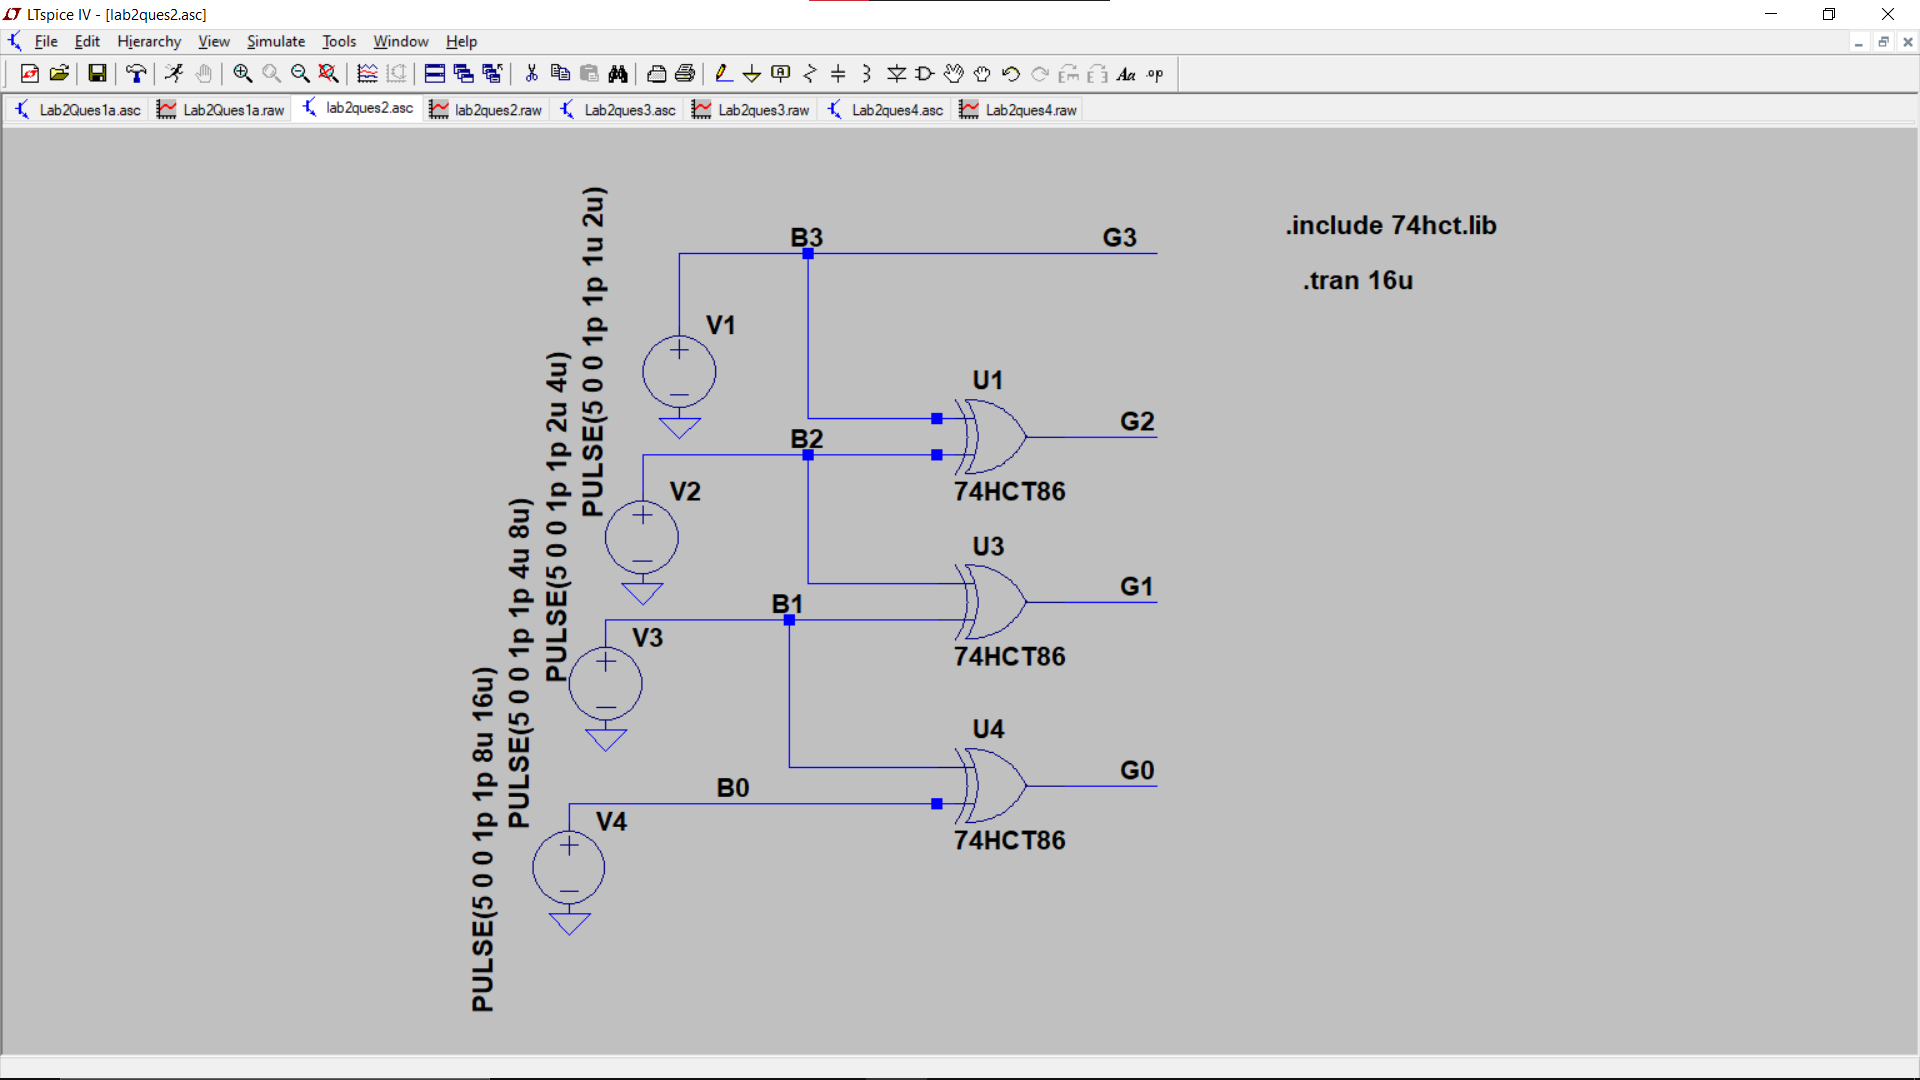 LTspice IV - [lab2ques2.asc]
File Edit Hierarchy View Simulate Tools Window Help
Aa .op
Lab2Ques1a.asc Lab2Ques1a.raw lab2ques2.asc lab2ques2.raw Lab2ques3.asc Lab2ques3.raw Lab2ques4.asc Lab2ques4.raw
.include 74hct.lib
.tran 16u
B3
G3
V1
PULSE(5 0 0 1p 1p 1u 2u)
U1
G2
74HCT86
B2
V2
PULSE(5 0 0 1p 1p 2u 4u)
U3
G1
74HCT86
B1
V3
PULSE(5 0 0 1p 1p 4u 8u)
U4
G0
74HCT86
B0
V4
PULSE(5 0 0 1p 1p 8u 16u)